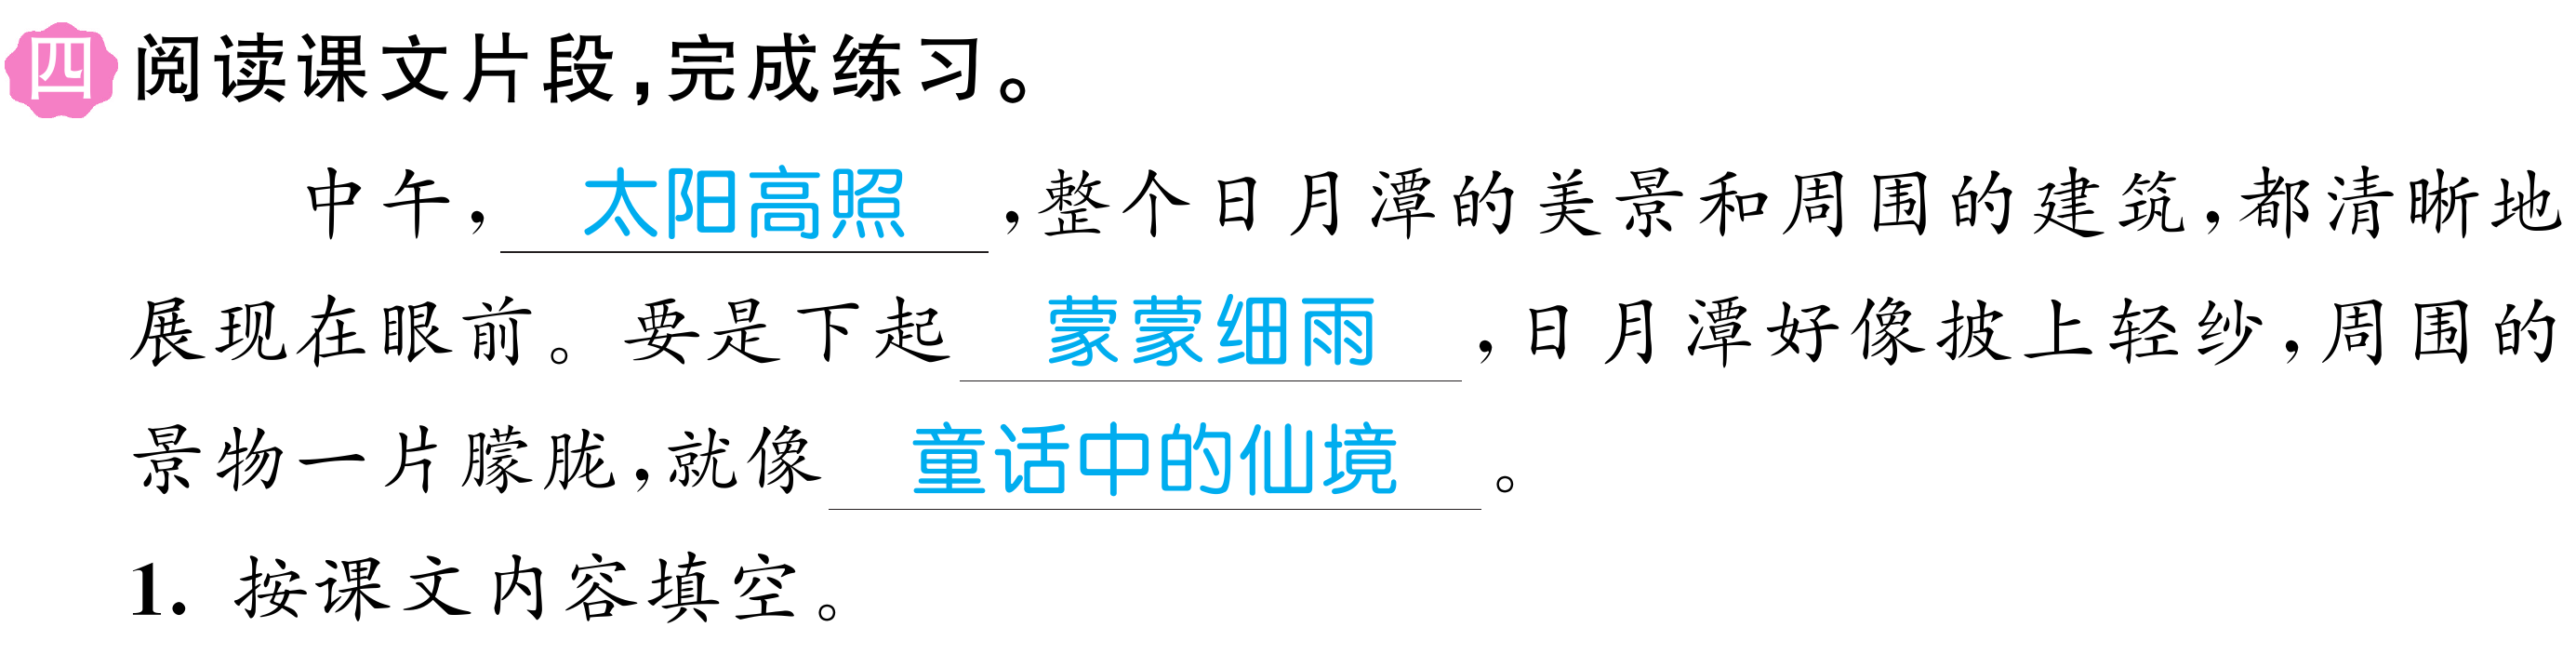 四 阅读课文片段,完成练习。
中午, 太阳高照 ,整个日月潭的美景和周围的建筑,都清晰地
展现在眼前。要是下起 蒙蒙细雨 ,日月潭好像披上轻纱,周围的
景物一片朦胧,就像 童话中的仙境 。
1. 按课文内容填空。